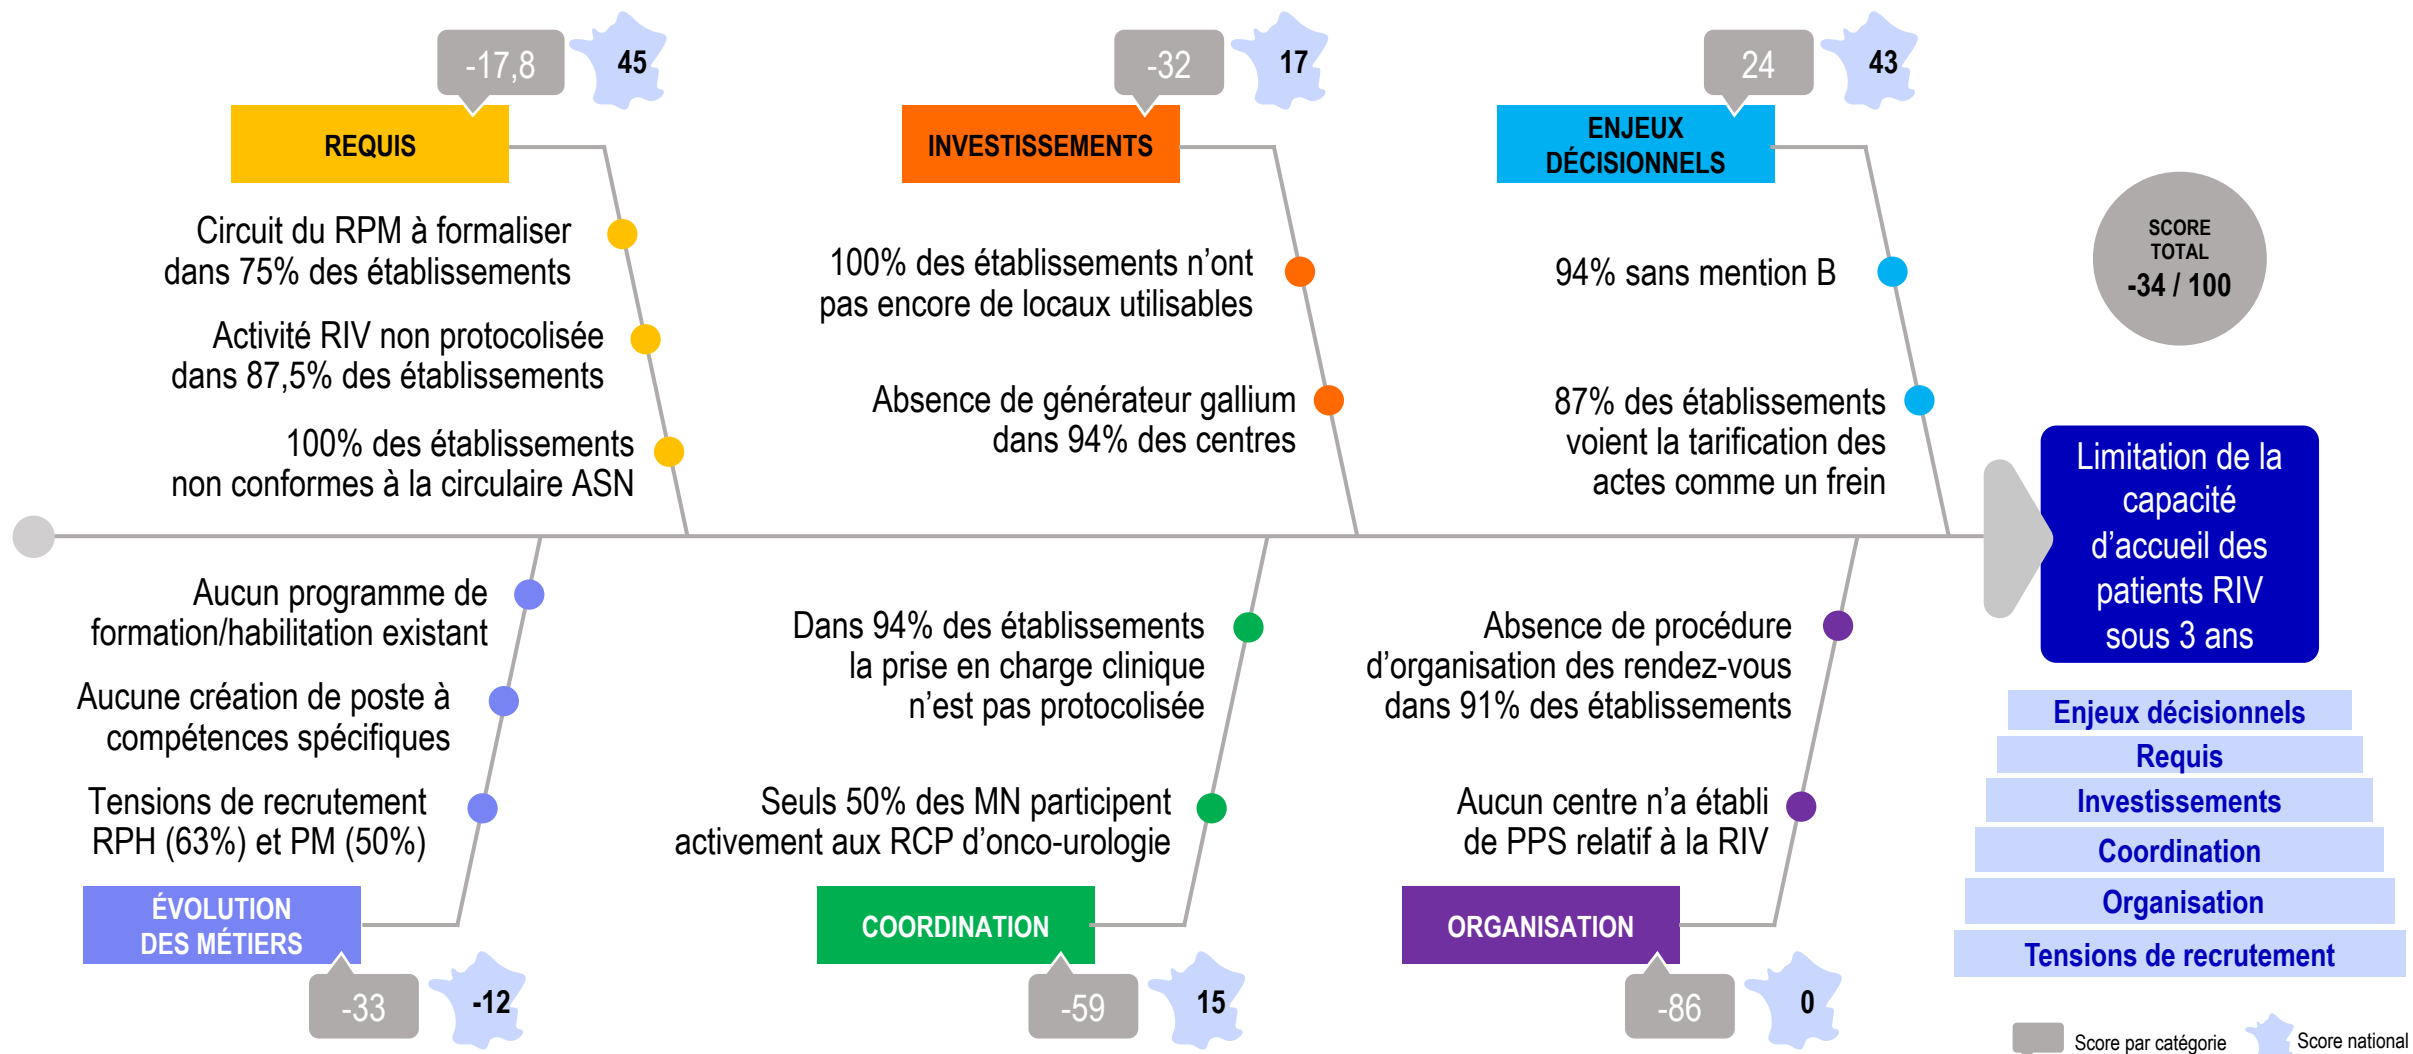 -17,8
45
REQUIS
Circuit du RPM à formaliser
dans 75% des établissements
Activité RIV non protocolisée
dans 87,5% des établissements
100% des établissements
non conformes à la circulaire ASN
-32
17
INVESTISSEMENTS
100% des établissements n’ont
pas encore de locaux utilisables
Absence de générateur gallium
dans 94% des centres
24
43
ENJEUX
DÉCISIONNELS
94% sans mention B
87% des établissements
voient la tarification des
actes comme un frein
SCORE
TOTAL
-34 / 100
Limitation de la
capacité
d’accueil des
patients RIV
sous 3 ans
Aucun programme de
formation/habilitation existant
Aucune création de poste à
compétences spécifiques
Tensions de recrutement
RPH (63%) et PM (50%)
ÉVOLUTION
DES MÉTIERS
-33
-12
Dans 94% des établissements
la prise en charge clinique
n’est pas protocolisée
Seuls 50% des MN participent
activement aux RCP d’onco-urologie
COORDINATION
-59
15
Absence de procédure
d’organisation des rendez-vous
dans 91% des établissements
Aucun centre n’a établi
de PPS relatif à la RIV
ORGANISATION
-86
0
Enjeux décisionnels
Requis
Investissements
Coordination
Organisation
Tensions de recrutement
Score par catégorie
Score national